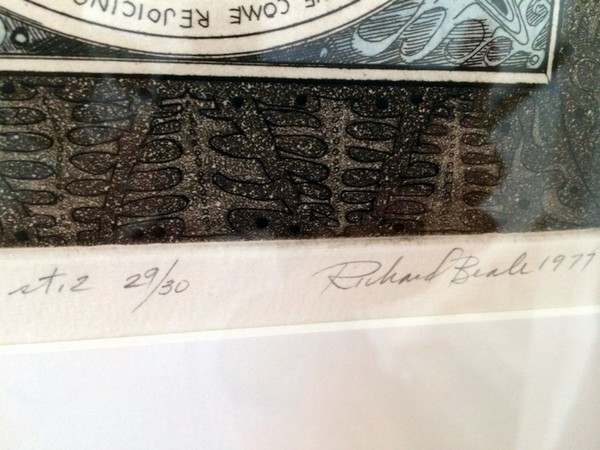 COME REJOICING
st.2 29/30 Richard Beale 1977